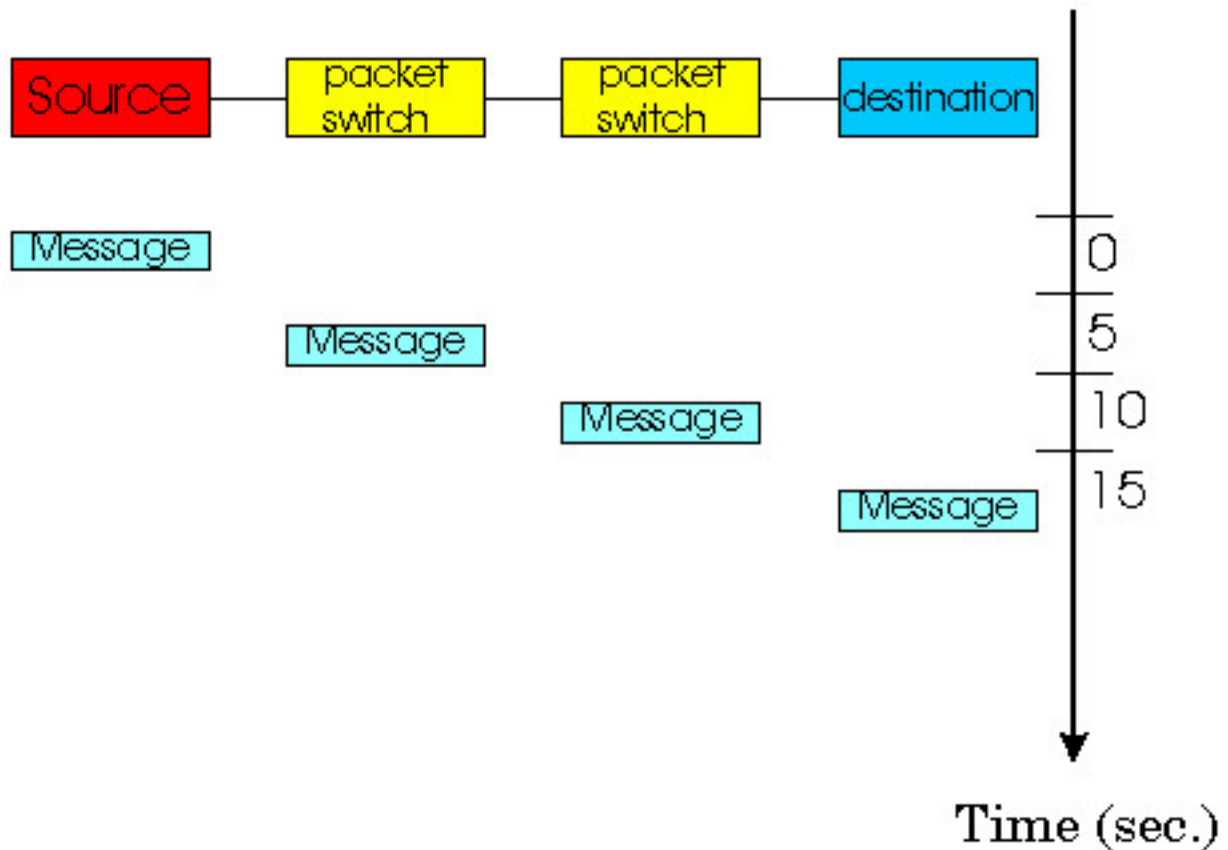 Source
packet
switch
packet
switch
destination
Message
0
Message
5
Message
10
Message
15
Time (sec.)